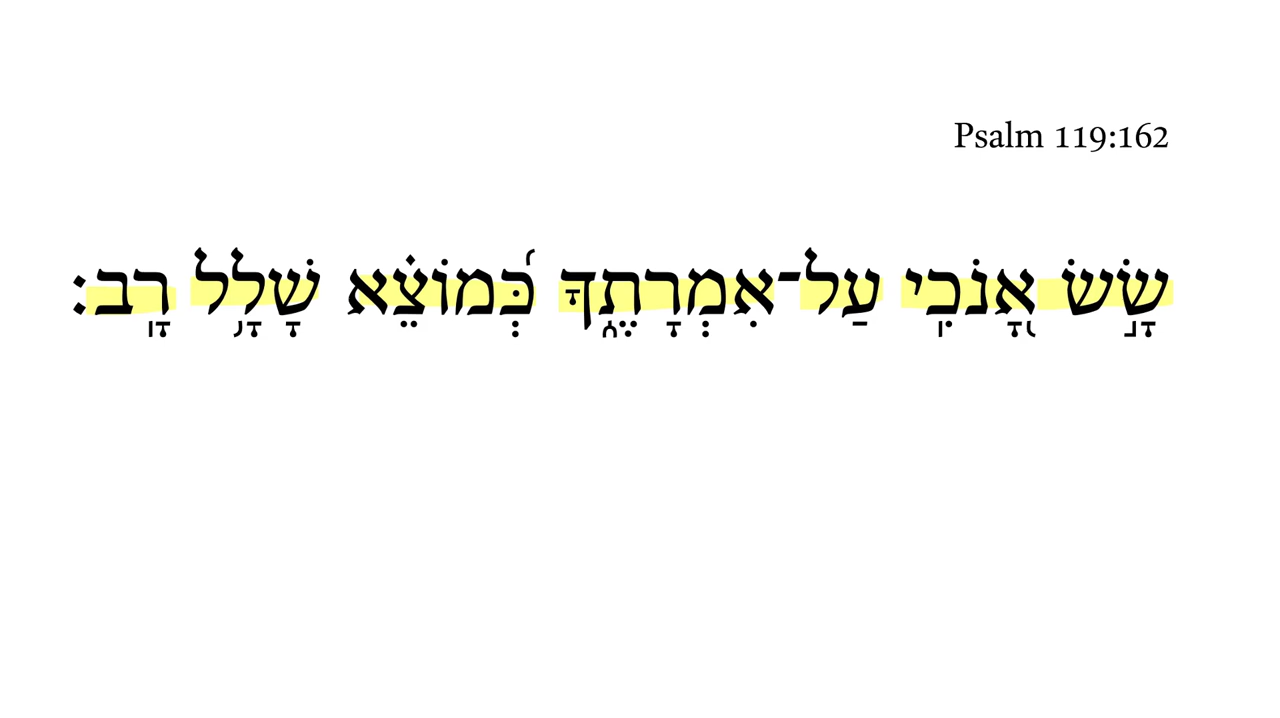 Psalm 119:162
שָׂ֣שׂ אָ֭נֹכִֽי עַל־אִמְרָתֶ֑ךָ כְּ֝מוֹצֵ֗א שָׁלָ֥ל רָֽב׃